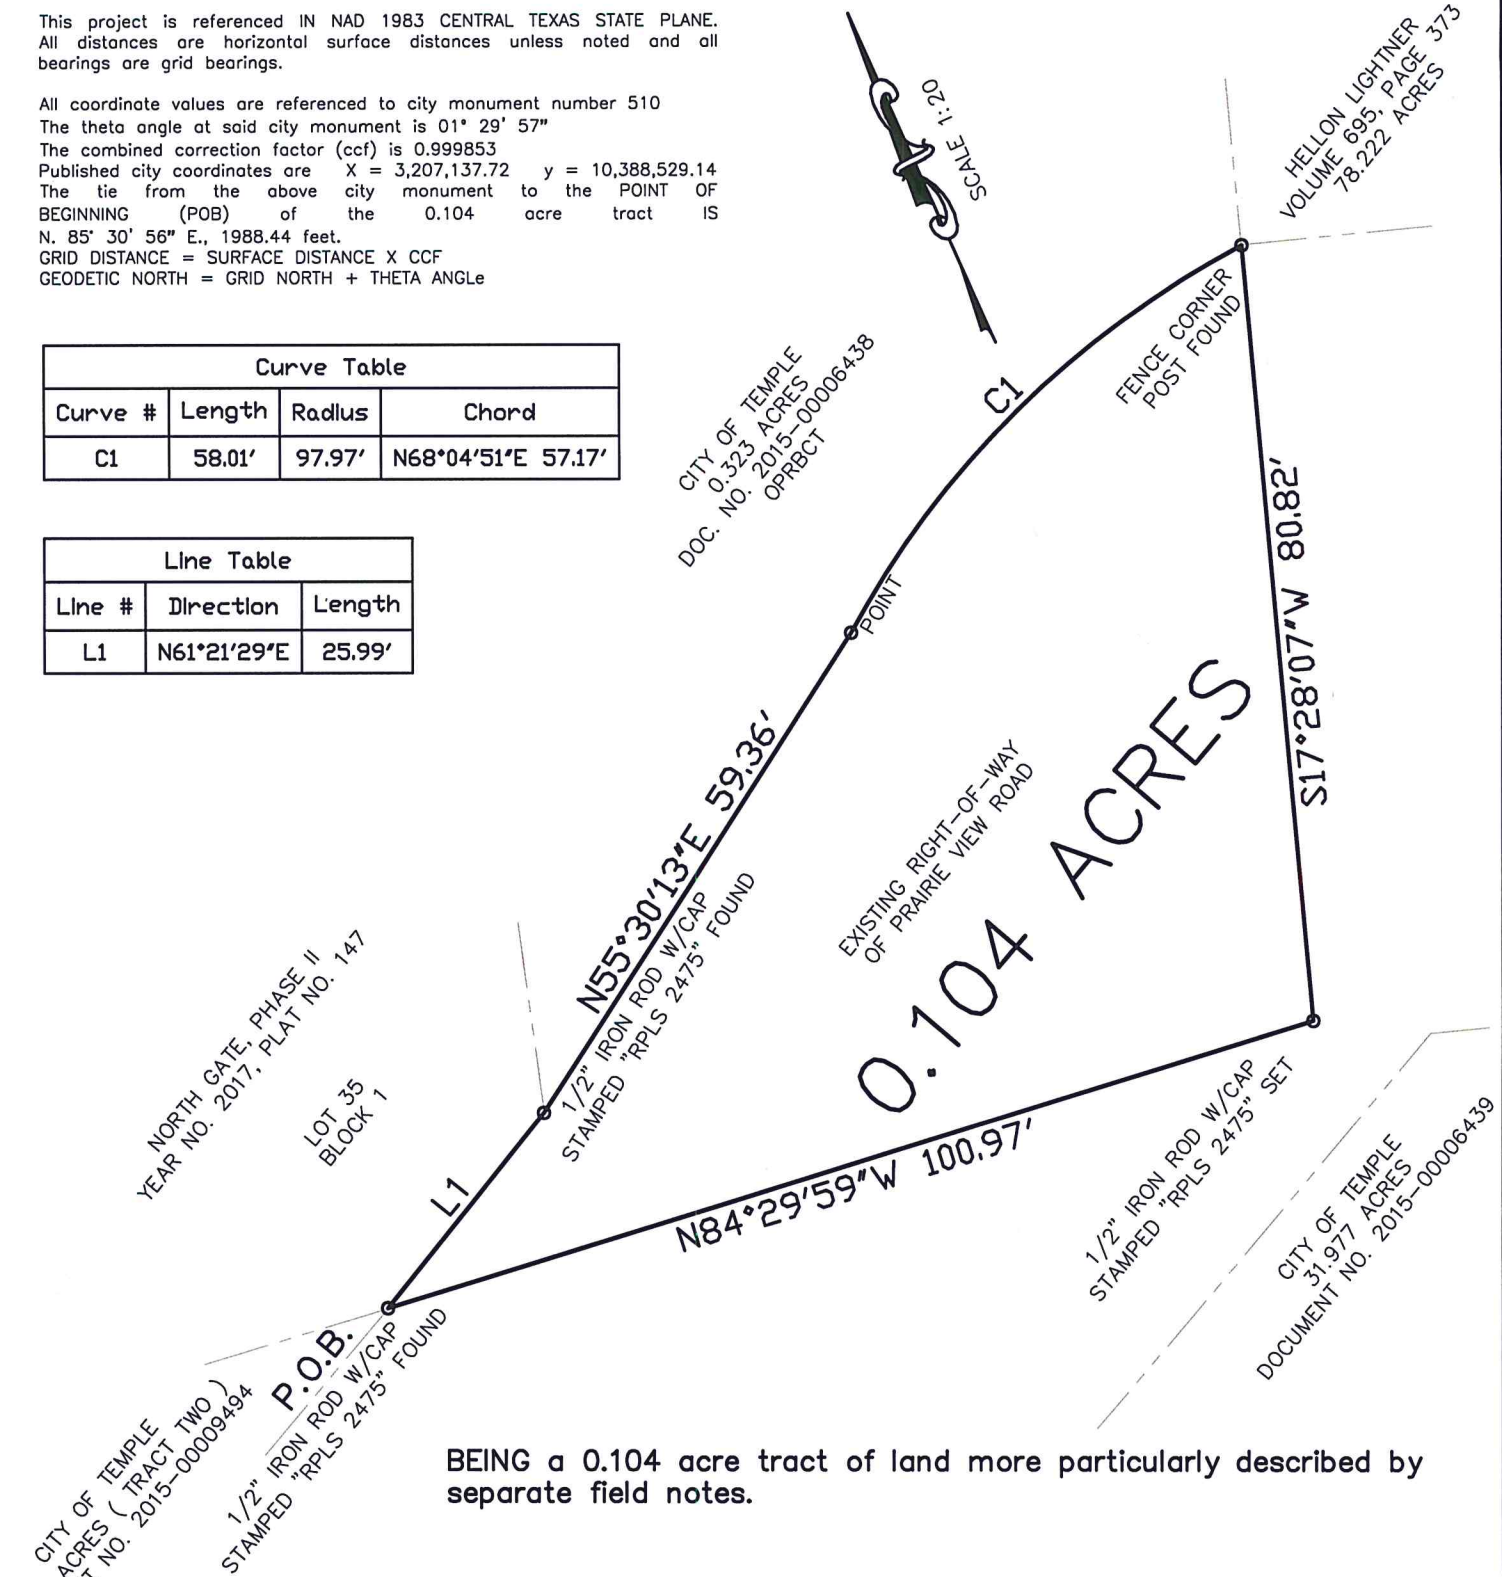 This project is referenced IN NAD 1983 CENTRAL TEXAS STATE PLANE.
All distances are horizontal surface distances unless noted and all
bearings are grid bearings.
All coordinate values are referenced to city monument number 510
The theta angle at said city monument is 01° 29' 57"
The combined correction factor (ccf) is 0.999853
Published city coordinates are X = 3,207,137.72 y = 10,388,529.14
The tie from the above city monument to the POINT OF
BEGINNING (POB) of the 0.104 acre tract IS
N. 85° 30' 56" E., 1988.44 feet.
GRID DISTANCE = SURFACE DISTANCE X CCF
GEODETIC NORTH = GRID NORTH + THETA ANGLe
SCALE 1:20
HELLON LIGHTNER
VOLUME 695, PAGE 373
78.222 ACRES
Curve Table
Curve # Length Radius Chord
C1 58.01' 97.97' N68°04'51"E 57.17'
Line Table
Line # Direction Length
L1 N61°21'29"E 25.99'
CITY OF TEMPLE
0.323 ACRES
DOC. NO. 2015-00006438
OPRBCT
C1
FENCE CORNER
POST FOUND
POINT
S17°28'07"W 80.82'
N55°30'13"E 59.36'
1/2" IRON ROD W/CAP
STAMPED "RPLS 2475" FOUND
EXISTING RIGHT-OF-WAY
OF PRAIRIE VIEW ROAD
0.104 ACRES
NORTH GATE, PHASE II
YEAR NO. 2017, PLAT NO. 147
LOT 35
BLOCK 1
L1
N84°29'59"W 100.97'
1/2" IRON ROD W/CAP
STAMPED "RPLS 2475" SET
CITY OF TEMPLE
31.977 ACRES
DOCUMENT NO. 2015-00006439
P.O.B.
1/2" IRON ROD W/CAP
STAMPED "RPLS 2475" FOUND
CITY OF TEMPLE
ACRES ( TRACT TWO )
NO. 2015-00009494
BEING a 0.104 acre tract of land more particularly described by
separate field notes.